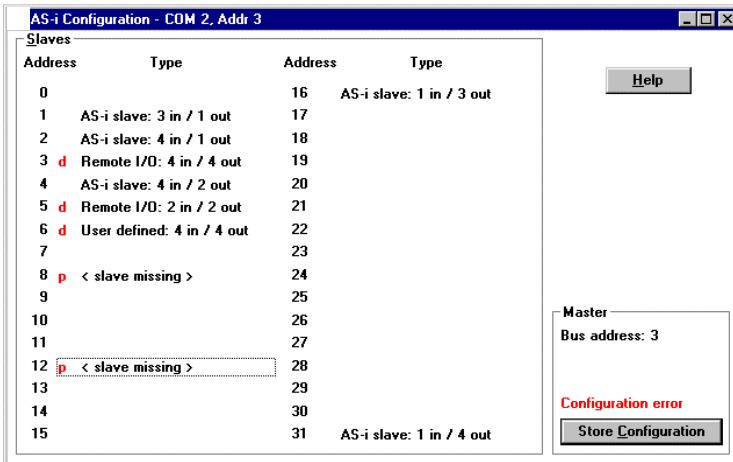 AS-i Configuration - COM 2, Addr 3
Slaves
Address Type Address Type
0 16 AS-i slave: 1 in / 3 out
1 AS-i slave: 3 in / 1 out 17
2 AS-i slave: 4 in / 1 out 18
3 d Remote I/O: 4 in / 4 out 19
4 AS-i slave: 4 in / 2 out 20
5 d Remote I/O: 2 in / 2 out 21
6 d User defined: 4 in / 4 out 22
7 23
8 p < slave missing > 24
9 25
10 26
11 27
12 p < slave missing > 28
13 29
14 30
15 31 AS-i slave: 1 in / 4 out
Help
Master
Bus address: 3
Configuration error
Store Configuration